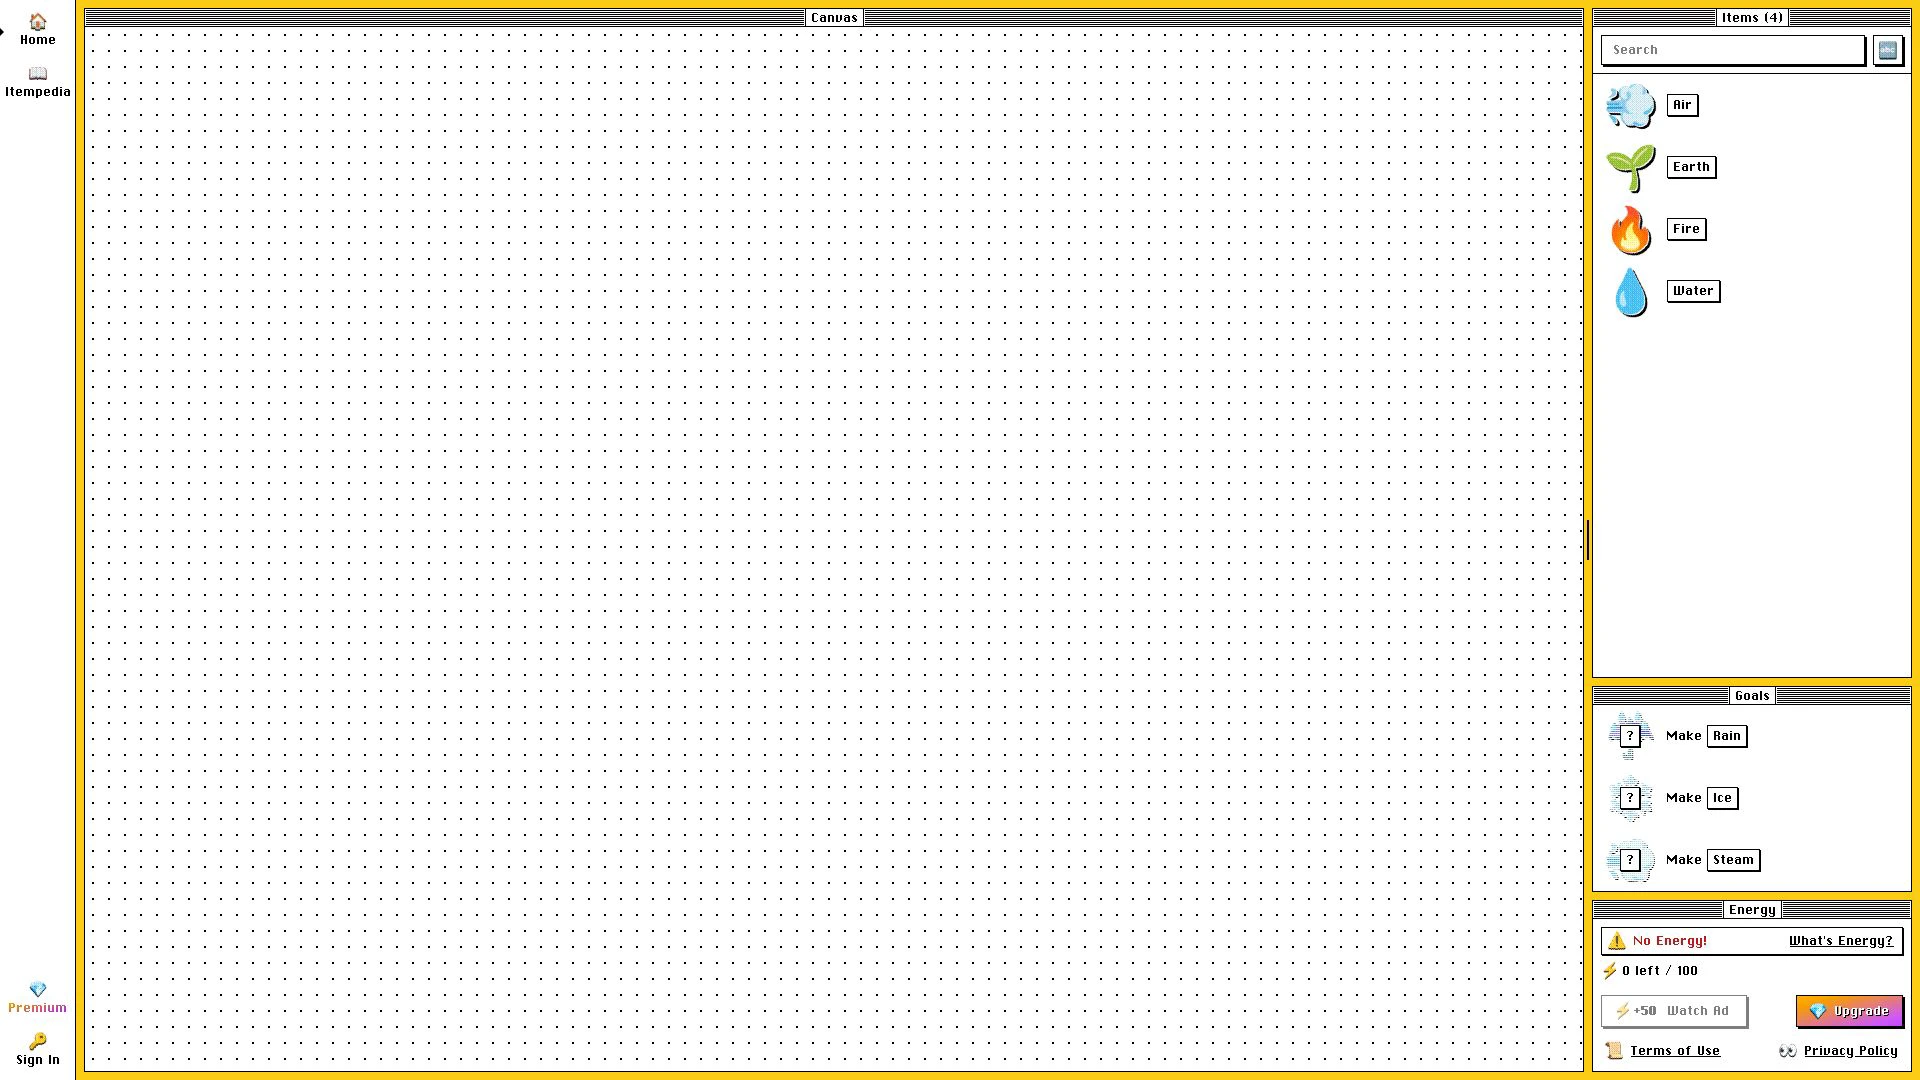 Home
Itempedia
Premium
Sign In
Canvas
Items (4)
Search
abc
Air
Earth
Fire
Water
Goals
? Make Rain
? Make Ice
? Make Steam
Energy
No Energy! What's Energy?
0 left / 100
+50 Watch Ad
Upgrade
Terms of Use
Privacy Policy